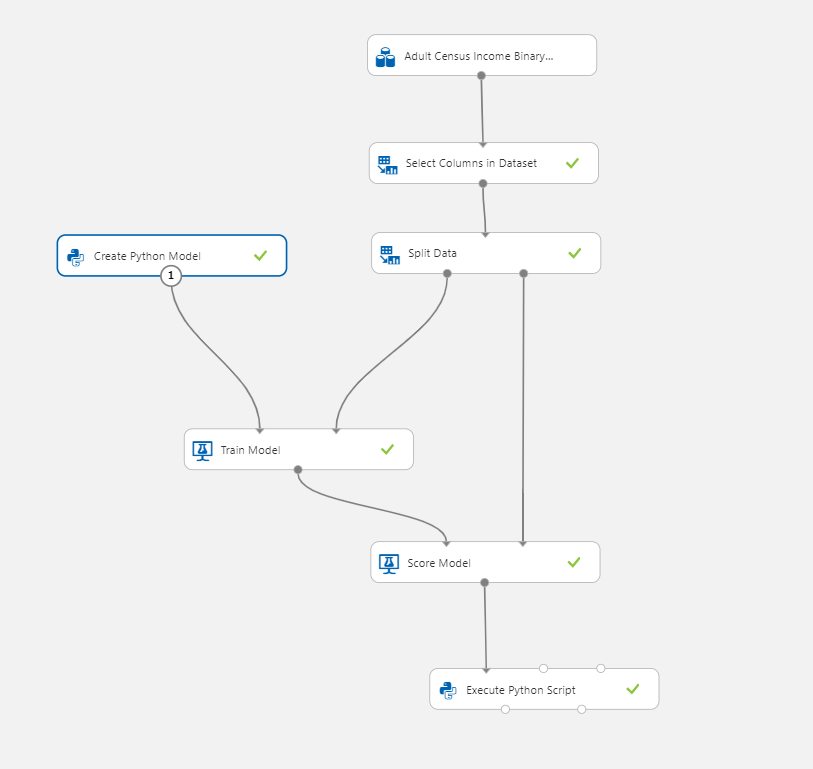 Adult Census Income Binary...
Select Columns in Dataset
Create Python Model
Split Data
1
Train Model
Score Model
Execute Python Script